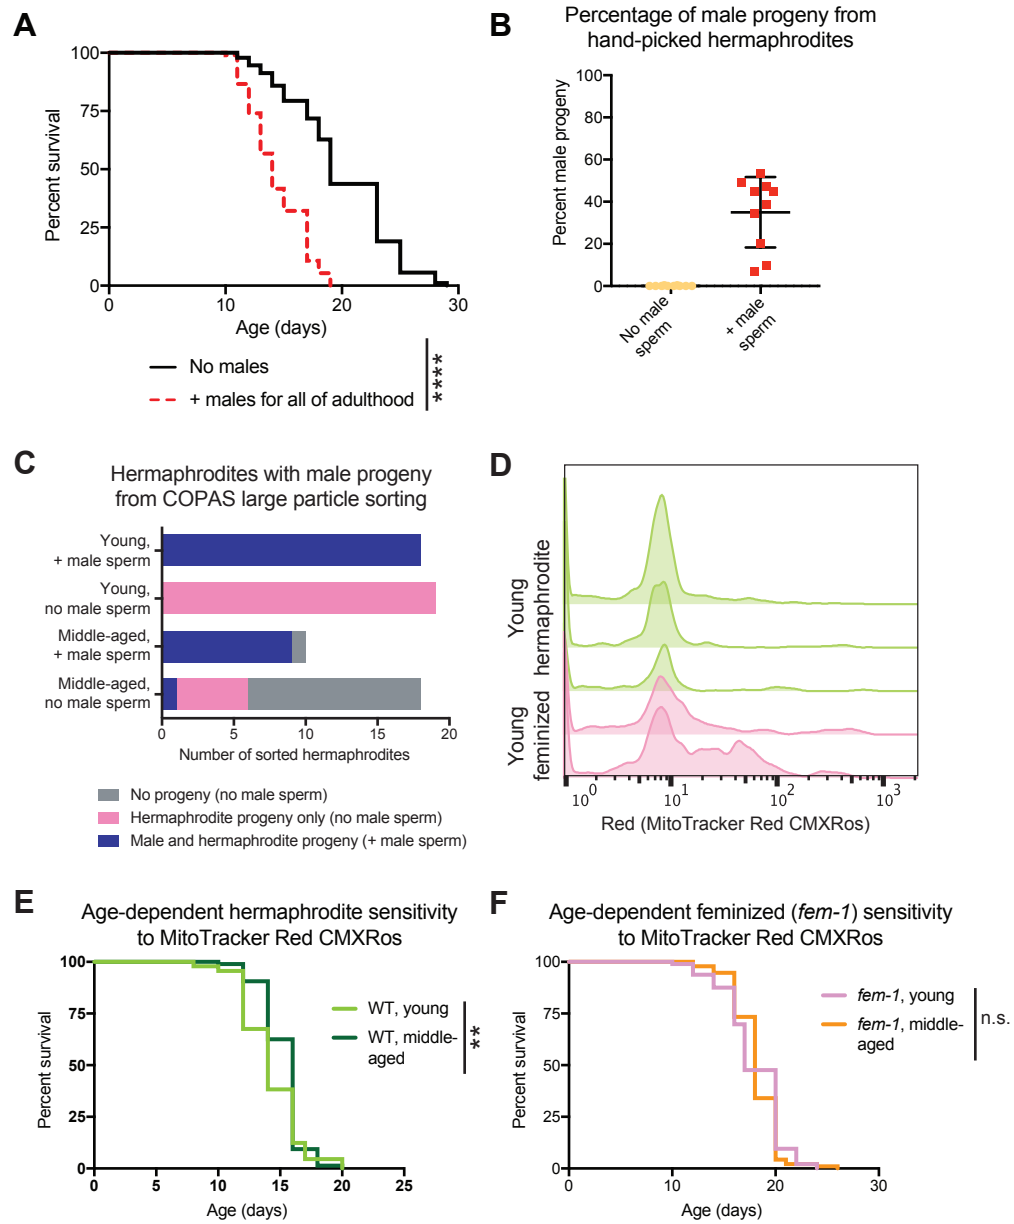 A
Percent survival
100
75
50
25
0
0 10 20 30
Age (days)
No males
+ males for all of adulthood
****
B
Percentage of male progeny from
hand-picked hermaphrodites
Percent male progeny
100
80
60
40
20
0
No male
sperm
+ male
sperm
C
Hermaphrodites with male progeny
from COPAS large particle sorting
Young,
+ male sperm
Young,
no male sperm
Middle-aged,
+ male sperm
Middle-aged,
no male sperm
0 5 10 15 20
Number of sorted hermaphrodites
No progeny (no male sperm)
Hermaphrodite progeny only (no male sperm)
Male and hermaphrodite progeny (+ male sperm)
D
Young
hermaphrodite
Young
feminized
10⁰ 10¹ 10² 10³
Red (MitoTracker Red CMXRos)
E
Age-dependent hermaphrodite sensitivity
to MitoTracker Red CMXRos
Percent survival
100
75
50
25
0
0 5 10 15 20 25
Age (days)
WT, young
WT, middle-
aged
**
F
Age-dependent feminized (fem-1) sensitivity
to MitoTracker Red CMXRos
Percent survival
100
75
50
25
0
0 10 20 30
Age (days)
fem-1, young
fem-1, middle-
aged
n.s.